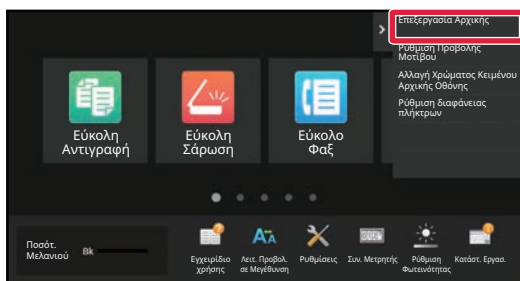 Επεξεργασία Αρχικής
Ρύθμιση Προβολής
Μοτίβου
Αλλαγή Χρώματος Κειμένου
Αρχικής Οθόνης
Ρύθμιση διαφάνειας
πλήκτρων
Εύκολη
Αντιγραφή
Εύκολη
Σάρωση
Εύκολο
Φαξ
Ποσότ.
Μελανιού
Bk
Εγχειρίδιο
χρήσης
Λειτ. Προβολ.
σε Μεγέθυνση
Ρυθμίσεις
Συν. Μετρητής
Ρύθμιση
Φωτεινότητας
Κατάστ. Εργασ.